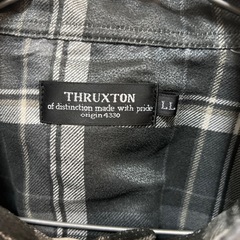 THRUXTON
of distinction made with pride
origin 4330
LL